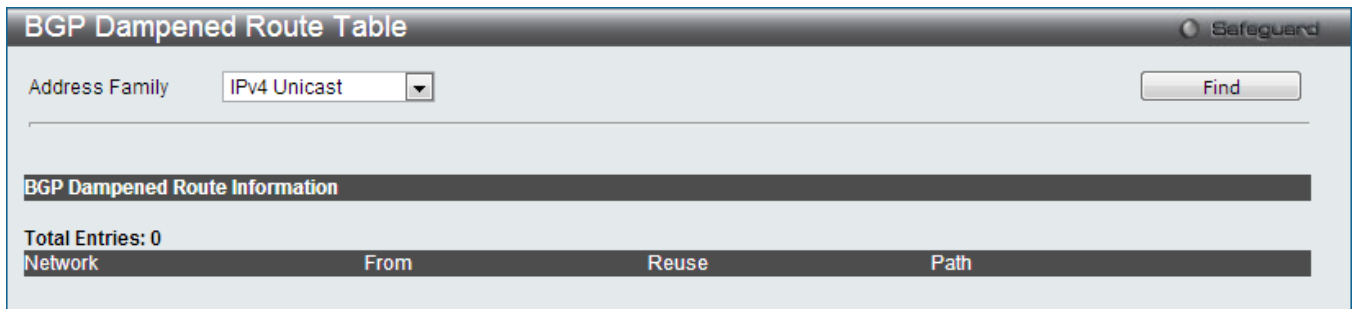 BGP Dampened Route Table
Safeguard
Address Family IPv4 Unicast Find
BGP Dampened Route Information
Total Entries: 0
Network From Reuse Path